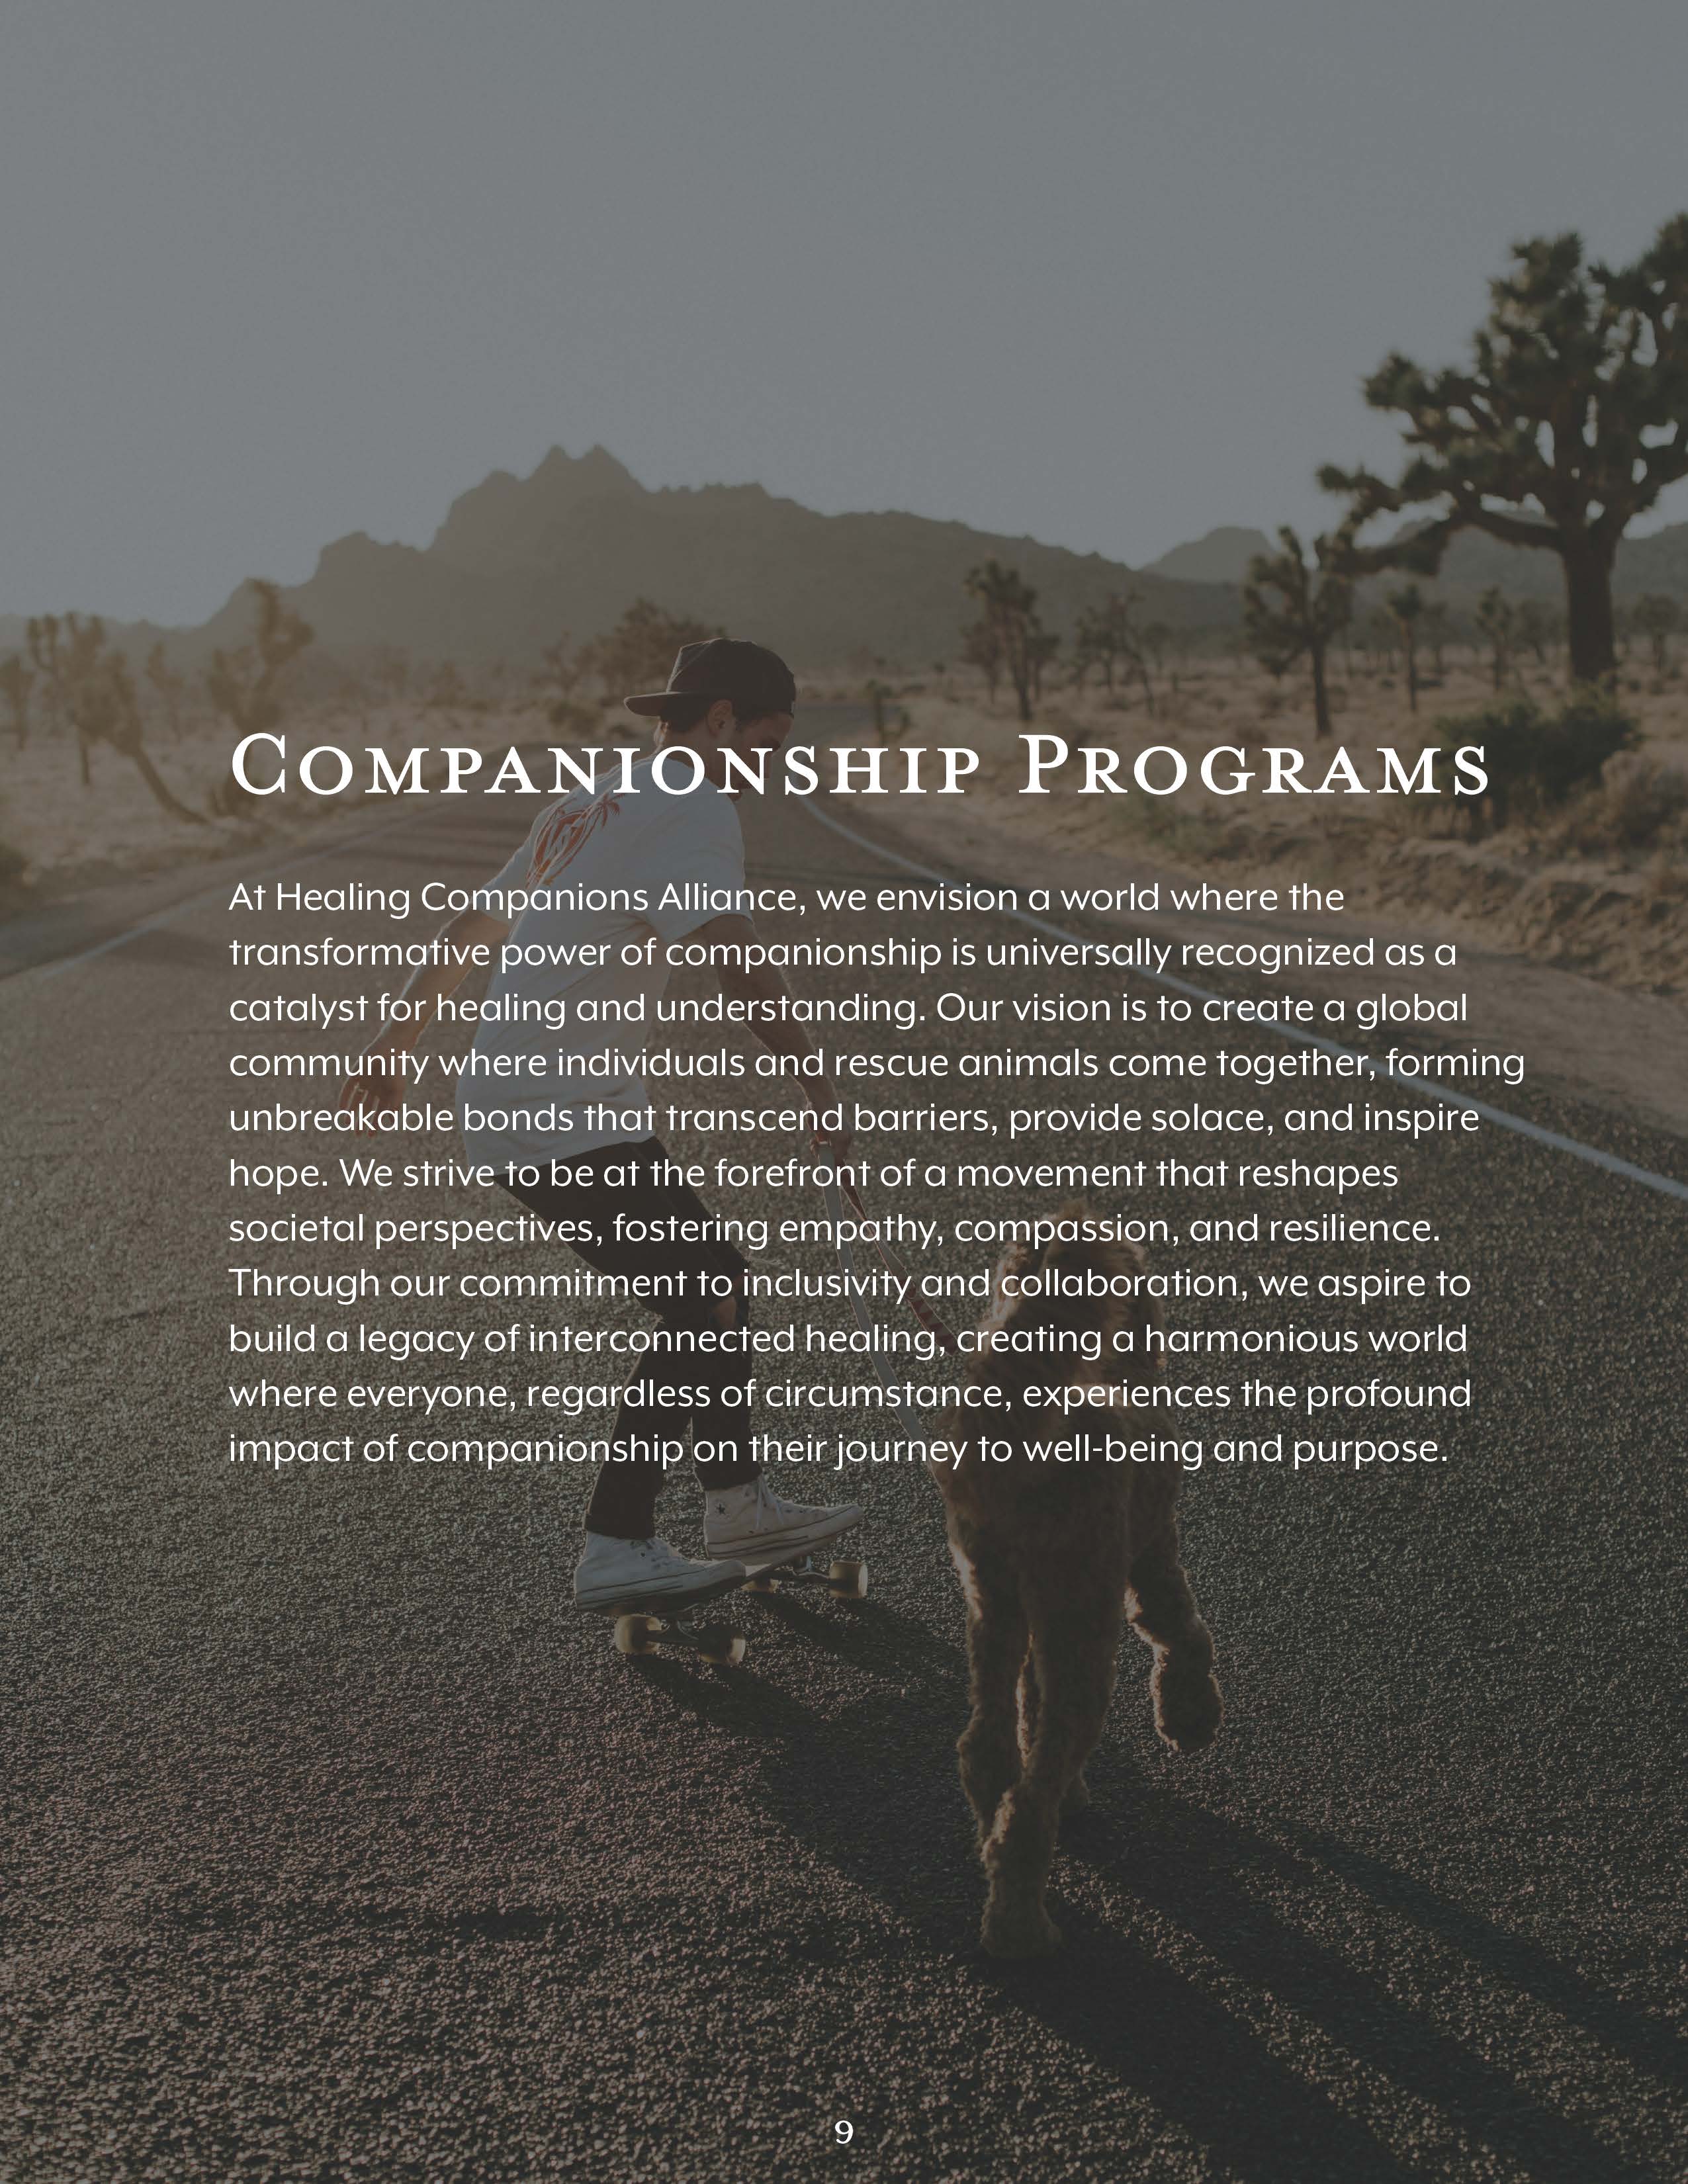 Companionship Programs
At Healing Companions Alliance, we envision a world where the
transformative power of companionship is universally recognized as a
catalyst for healing and understanding. Our vision is to create a global
community where individuals and rescue animals come together, forming
unbreakable bonds that transcend barriers, provide solace, and inspire
hope. We strive to be at the forefront of a movement that reshapes
societal perspectives, fostering empathy, compassion, and resilience.
Through our commitment to inclusivity and collaboration, we aspire to
build a legacy of interconnected healing, creating a harmonious world
where everyone, regardless of circumstance, experiences the profound
impact of companionship on their journey to well-being and purpose.
9